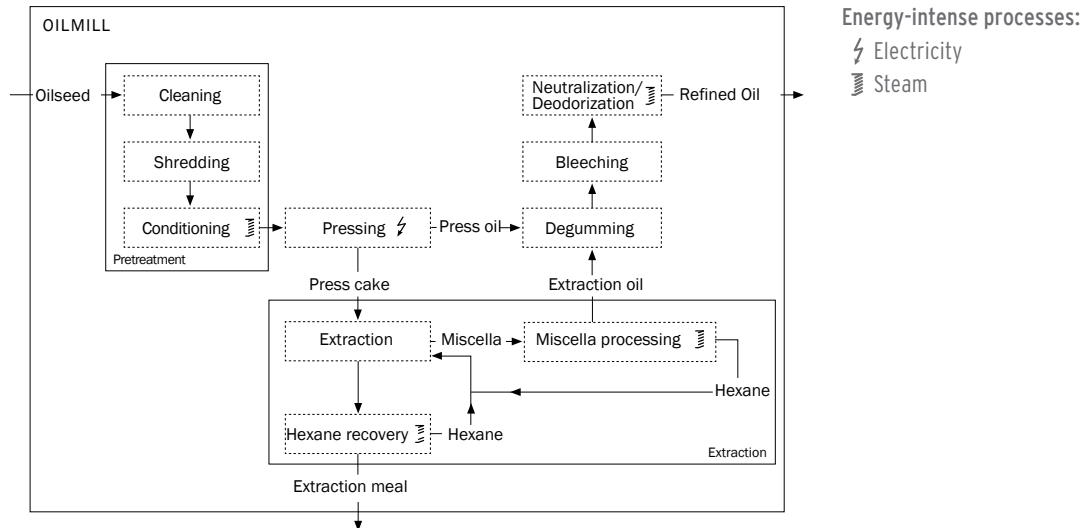 OILMILL
Energy-intense processes:
Electricity
Steam
Oilseed
Cleaning
Shredding
Conditioning
Pretreatment
Pressing
Press oil
Neutralization/
Deodorization
Refined Oil
Bleeching
Degumming
Press cake
Extraction oil
Extraction
Miscella
Miscella processing
Hexane
Hexane recovery
Hexane
Extraction
Extraction meal